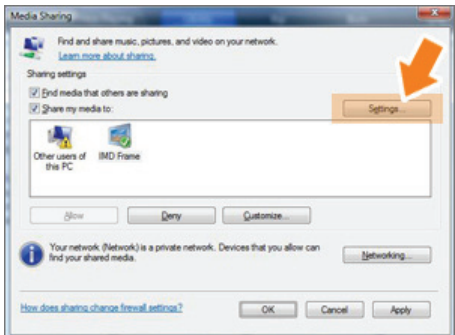 Media Sharing
Find and share music, pictures, and video on your network.
Learn more about sharing.
Sharing settings
Find media that others are sharing
Share my media to:
Settings...
Other users of
this PC
IMD Frame
Allow
Deny
Customize...
Your network (Network) is a private network. Devices that you allow can
find your shared media.
Networking...
How does sharing change firewall settings?
OK
Cancel
Apply